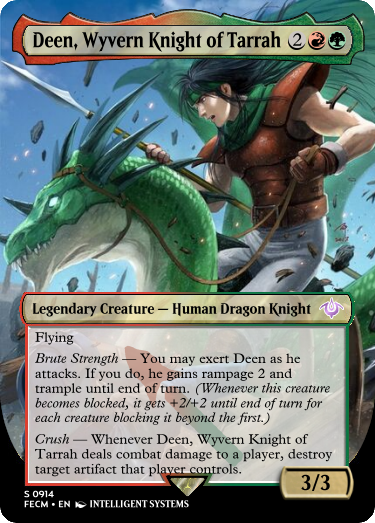 Deen, Wyvern Knight of Tarrah 2
Legendary Creature — Human Dragon Knight
Flying
Brute Strength — You may exert Deen as he
attacks. If you do, he gains rampage 2 and
trample until end of turn. (Whenever this creature
becomes blocked, it gets +2/+2 until end of turn for
each creature blocking it beyond the first.)
Crush — Whenever Deen, Wyvern Knight of
Tarrah deals combat damage to a player, destroy
target artifact that player controls.
3/3
S 0914
FECM • EN INTELLIGENT SYSTEMS